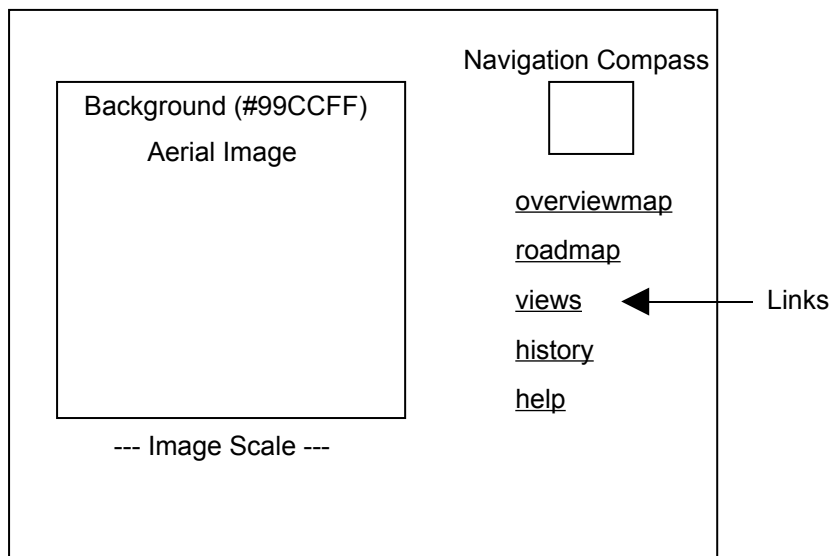 Navigation Compass
Background (#99CCFF)
Aerial Image
overviewmap
roadmap
views
Links
history
help
--- Image Scale ---